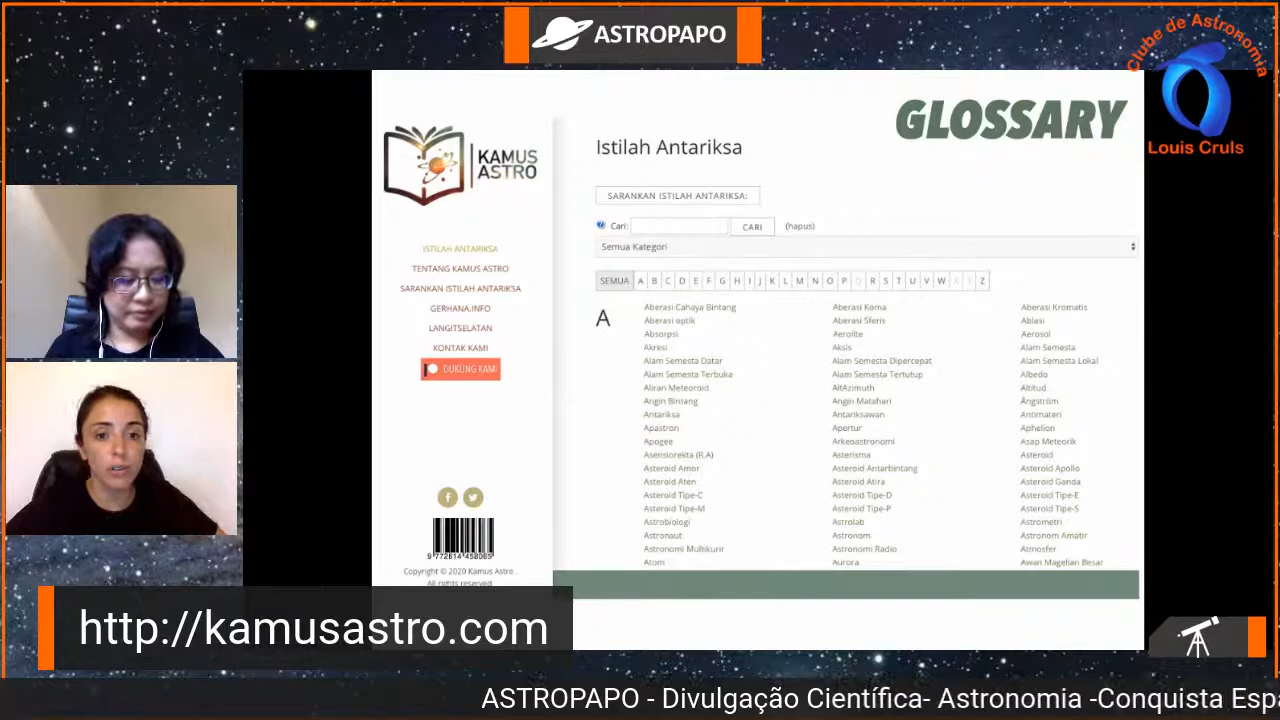 ASTROPAPO
Clube de Astronomia
Louis Cruls
GLOSSARY
KAMUS
ASTRO
ISTILAH ANTARIKSA
TENTANG KAMUS ASTRO
SARANKAN ISTILAH ANTARIKSA
GERHANA.INFO
LANGITSELATAN
KONTAK KAMI
DUKUNG KAMI
9 772614 458065
Copyright © 2020 Kamus Astro .
All rights reserved.
Istilah Antariksa
SARANKAN ISTILAH ANTARIKSA:
Cari: CARI (hapus)
Semua Kategori
SEMUA A B C D E F G H I J K L M N O P Q R S T U V W X Y Z
A
Aberasi Cahaya Bintang Aberasi Koma Aberasi Kromatis
Aberasi optik Aberasi Sferis Ablasi
Absorpsi Aerolite Aerosol
Akresi Aksis Alam Semesta
Alam Semesta Datar Alam Semesta Dipercepat Alam Semesta Lokal
Alam Semesta Terbuka Alam Semesta Tertutup Albedo
Aliran Meteoroid AltAzimuth Altitud
Angin Bintang Angin Matahari Ångström
Antariksa Antariksawan Antimateri
Apastron Apertur Aphelion
Apogee Arkeoastronomi Asap Meteorik
Asensiorekta (R.A) Asterisma Asteroid
Asteroid Amor Asteroid Antarbintang Asteroid Apollo
Asteroid Aten Asteroid Atira Asteroid Ganda
Asteroid Tipe-C Asteroid Tipe-D Asteroid Tipe-E
Asteroid Tipe-M Asteroid Tipe-P Asteroid Tipe-S
Astrobiologi Astrolab Astrometri
Astronaut Astronom Astronom Amatir
Astronomi Multikurir Astronomi Radio Atmosfer
Atom Aurora Awan Magellan Besar
http://kamusastro.com
ASTROPAPO - Divulgação Científica- Astronomia -Conquista Espa